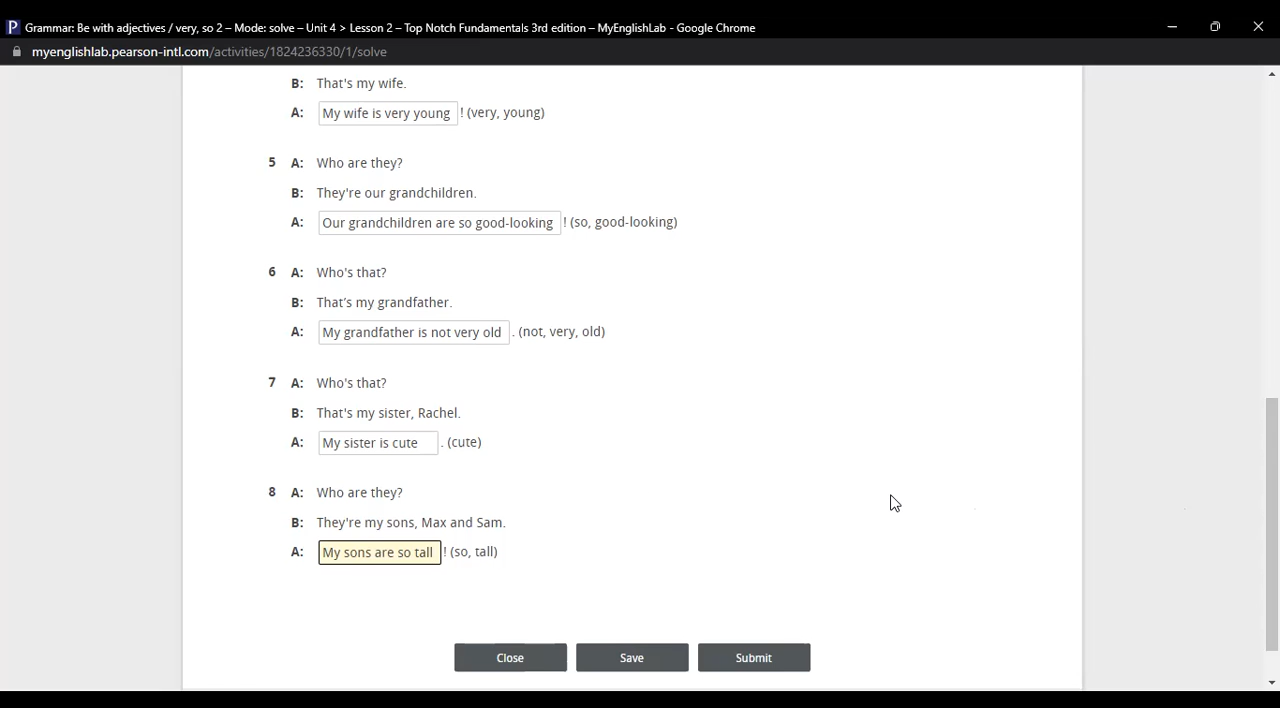 P Grammar: Be with adjectives / very, so 2 – Mode: solve – Unit 4 > Lesson 2 – Top Notch Fundamentals 3rd edition – MyEnglishLab - Google Chrome
myenglishlab.pearson-intl.com/activities/1824236330/1/solve
B: That's my wife.
A: My wife is very young ! (very, young)
5 A: Who are they?
B: They're our grandchildren.
A: Our grandchildren are so good-looking ! (so, good-looking)
6 A: Who's that?
B: That's my grandfather.
A: My grandfather is not very old . (not, very, old)
7 A: Who's that?
B: That's my sister, Rachel.
A: My sister is cute . (cute)
8 A: Who are they?
B: They're my sons, Max and Sam.
A: My sons are so tall ! (so, tall)
Close Save Submit